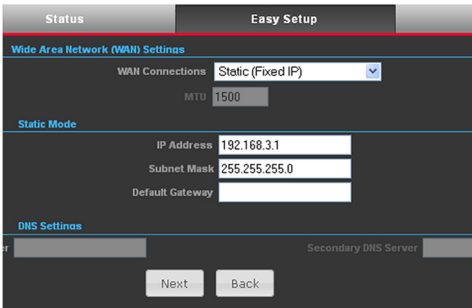 Status Easy Setup
Wide Area Network (WAN) Settings
WAN Connections Static (Fixed IP)
MTU 1500
Static Mode
IP Address 192.168.3.1
Subnet Mask 255.255.255.0
Default Gateway
DNS Settings
er Secondary DNS Server
Next Back